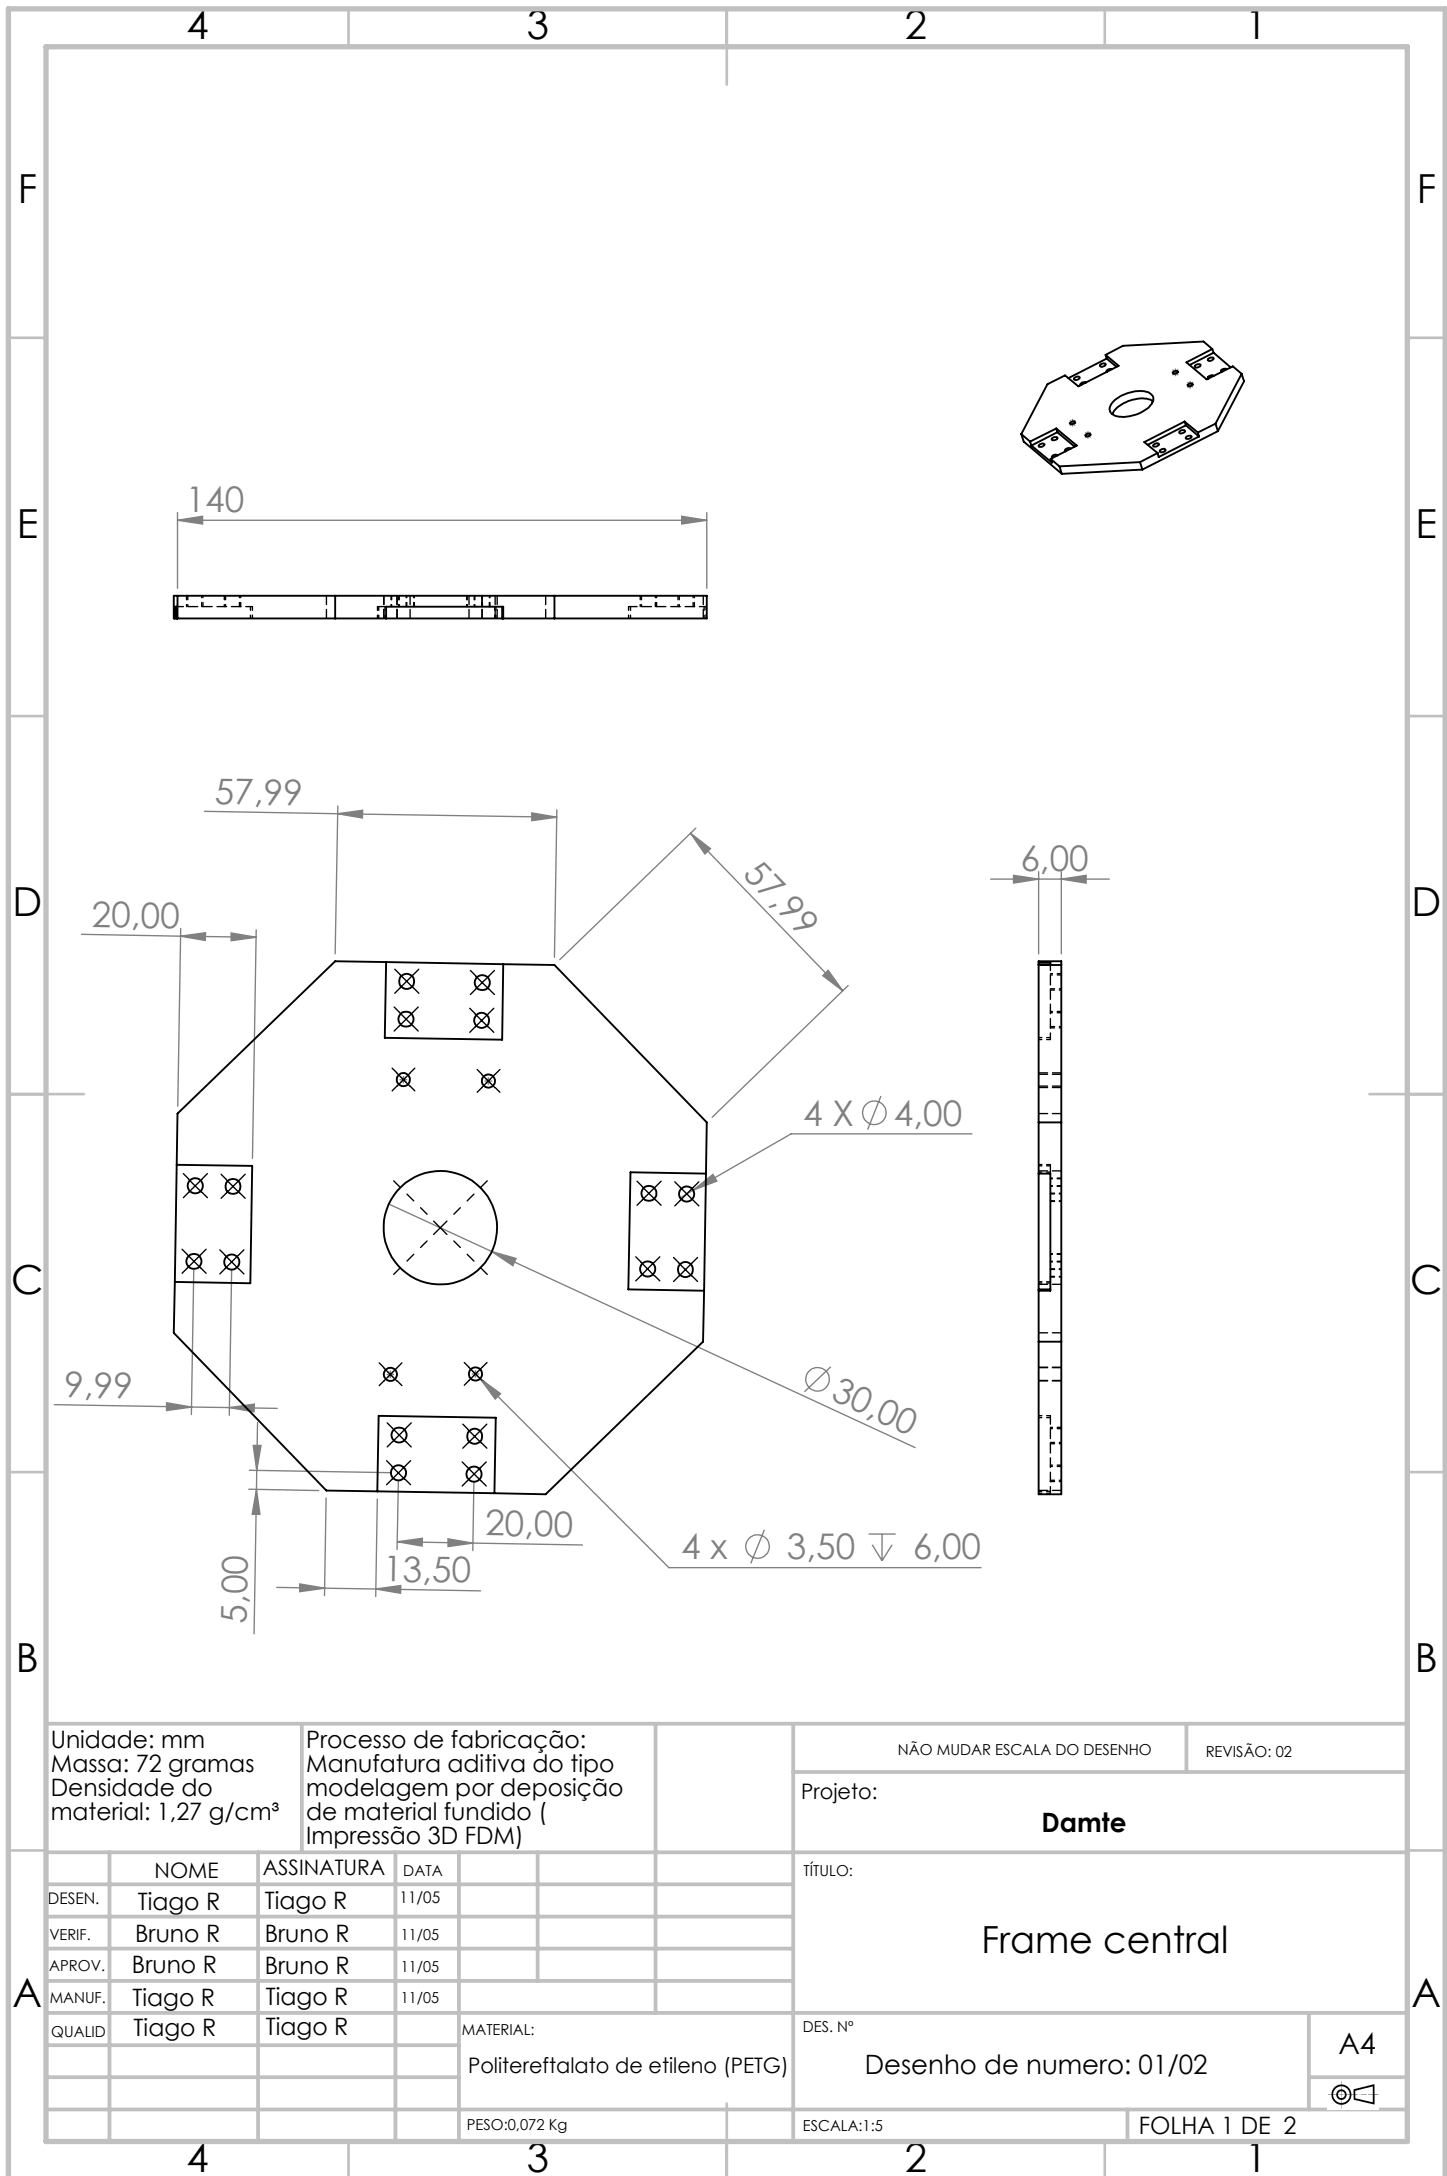 4 3 2 1
F F
140
E E
57,99
57,99
6,00
D D
20,00
4 X ∅ 4,00
C C
9,99
∅30,00
20,00
4 x ∅ 3,50 ↧ 6,00
13,50
5,00
B B
Unidade: mm
Massa: 72 gramas
Densidade do
material: 1,27 g/cm³
Processo de fabricação:
Manufatura aditiva do tipo
modelagem por deposição
de material fundido (
Impressão 3D FDM)
NÃO MUDAR ESCALA DO DESENHO
REVISÃO: 02
Projeto:
Damte
NOME ASSINATURA DATA
DESEN. Tiago R Tiago R 11/05
VERIF. Bruno R Bruno R 11/05
APROV. Bruno R Bruno R 11/05
MANUF. Tiago R Tiago R 11/05
QUALID Tiago R Tiago R
TÍTULO:
Frame central
A A
MATERIAL:
Politereftalato de etileno (PETG)
DES. Nº
Desenho de numero: 01/02
A4
PESO:0,072 Kg
ESCALA:1:5
FOLHA 1 DE 2
4 3 2 1